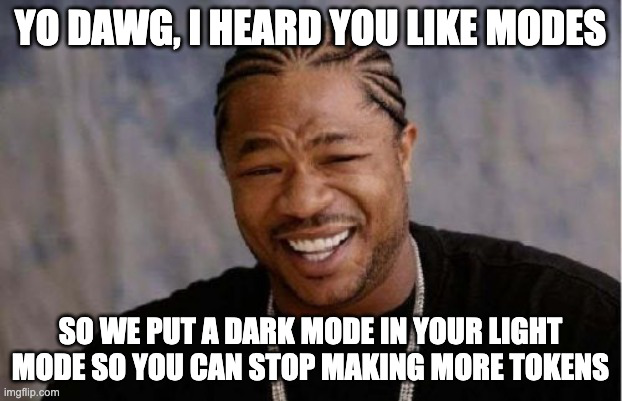 YO DAWG, I HEARD YOU LIKE MODES
SO WE PUT A DARK MODE IN YOUR LIGHT
MODE SO YOU CAN STOP MAKING MORE TOKENS
imgflip.com